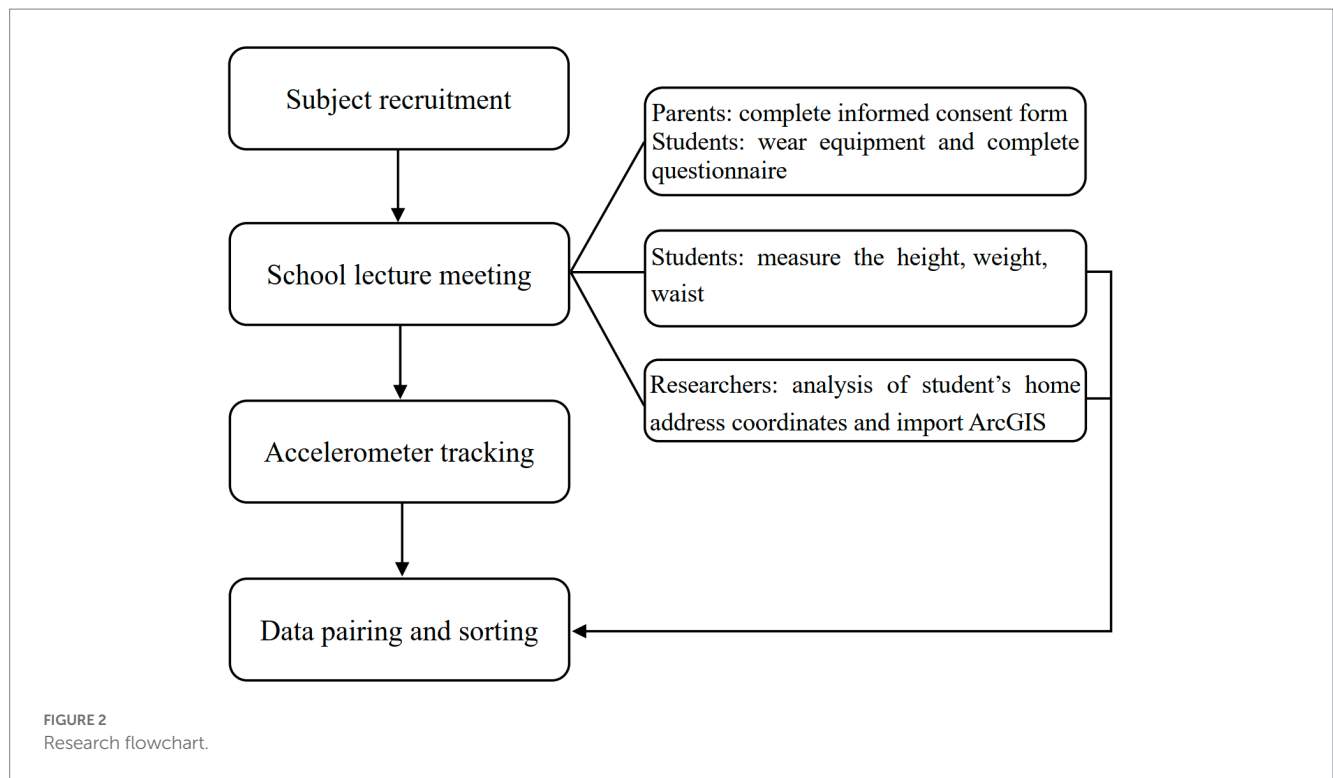 Subject recruitment
Parents: complete informed consent form
Students: wear equipment and complete
questionnaire
School lecture meeting
Students: measure the height, weight,
waist
Researchers: analysis of student's home
address coordinates and import ArcGIS
Accelerometer tracking
Data pairing and sorting
FIGURE 2
Research flowchart.